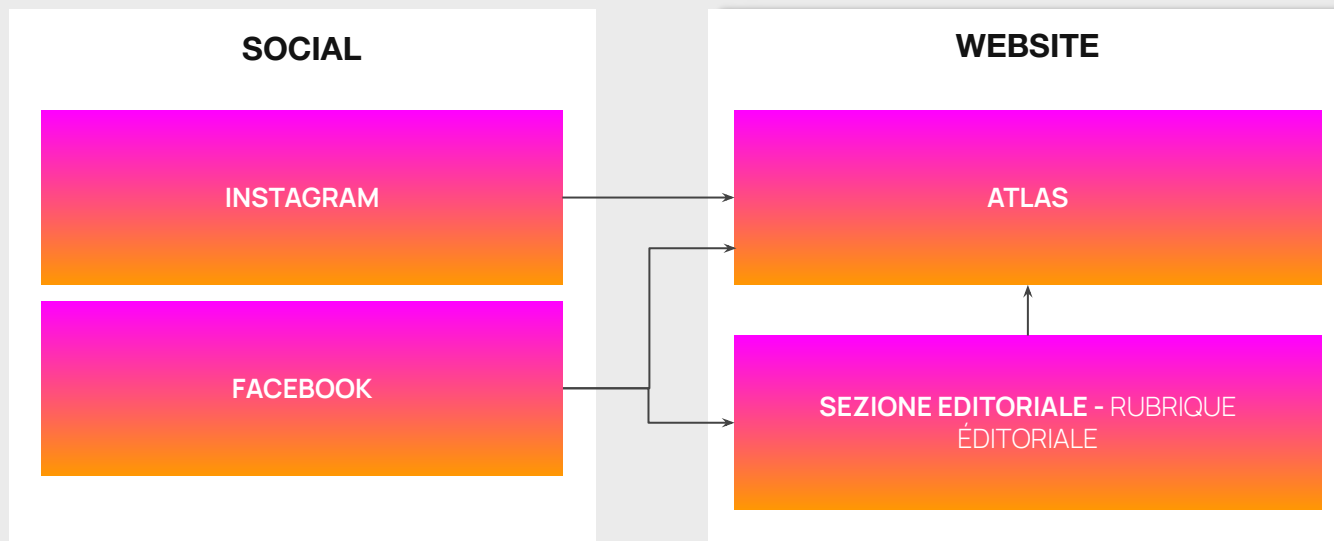 SOCIAL
INSTAGRAM
FACEBOOK
WEBSITE
ATLAS
SEZIONE EDITORIALE - RUBRIQUE
ÉDITORIALE